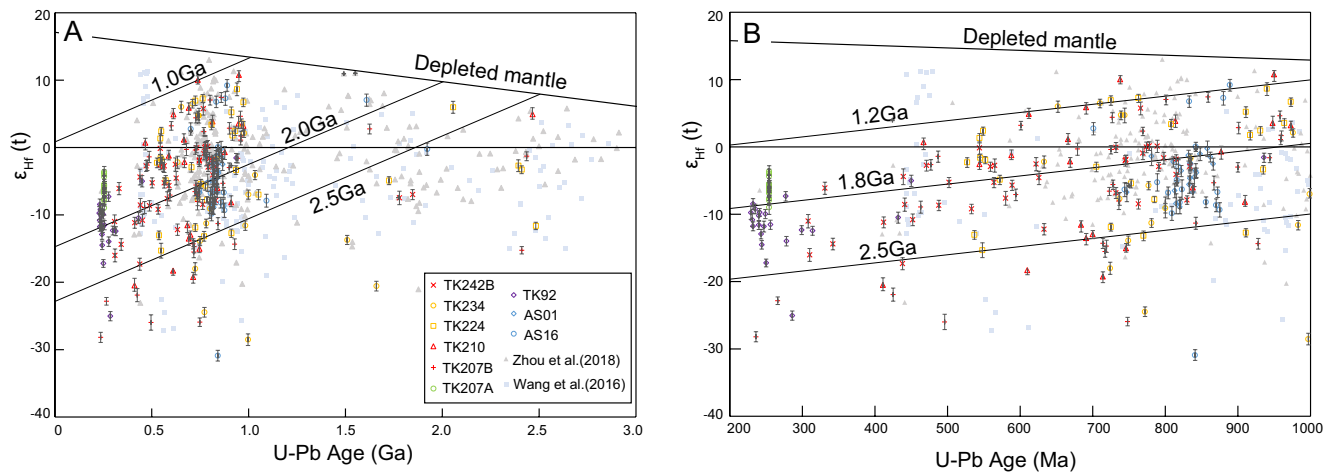 A
20
10
0
-10
-20
-30
-40
εHf (t)
1.0Ga
2.0Ga
2.5Ga
Depleted mantle
TK242B
TK234
TK224
TK210
TK207B
TK207A
TK92
AS01
AS16
Zhou et al.(2018)
Wang et al.(2016)
0 0.5 1.0 1.5 2.0 2.5 3.0
U-Pb Age (Ga)
B
20
10
0
-10
-20
-30
-40
εHf (t)
Depleted mantle
1.2Ga
1.8Ga
2.5Ga
200 300 400 500 600 700 800 900 1000
U-Pb Age (Ma)